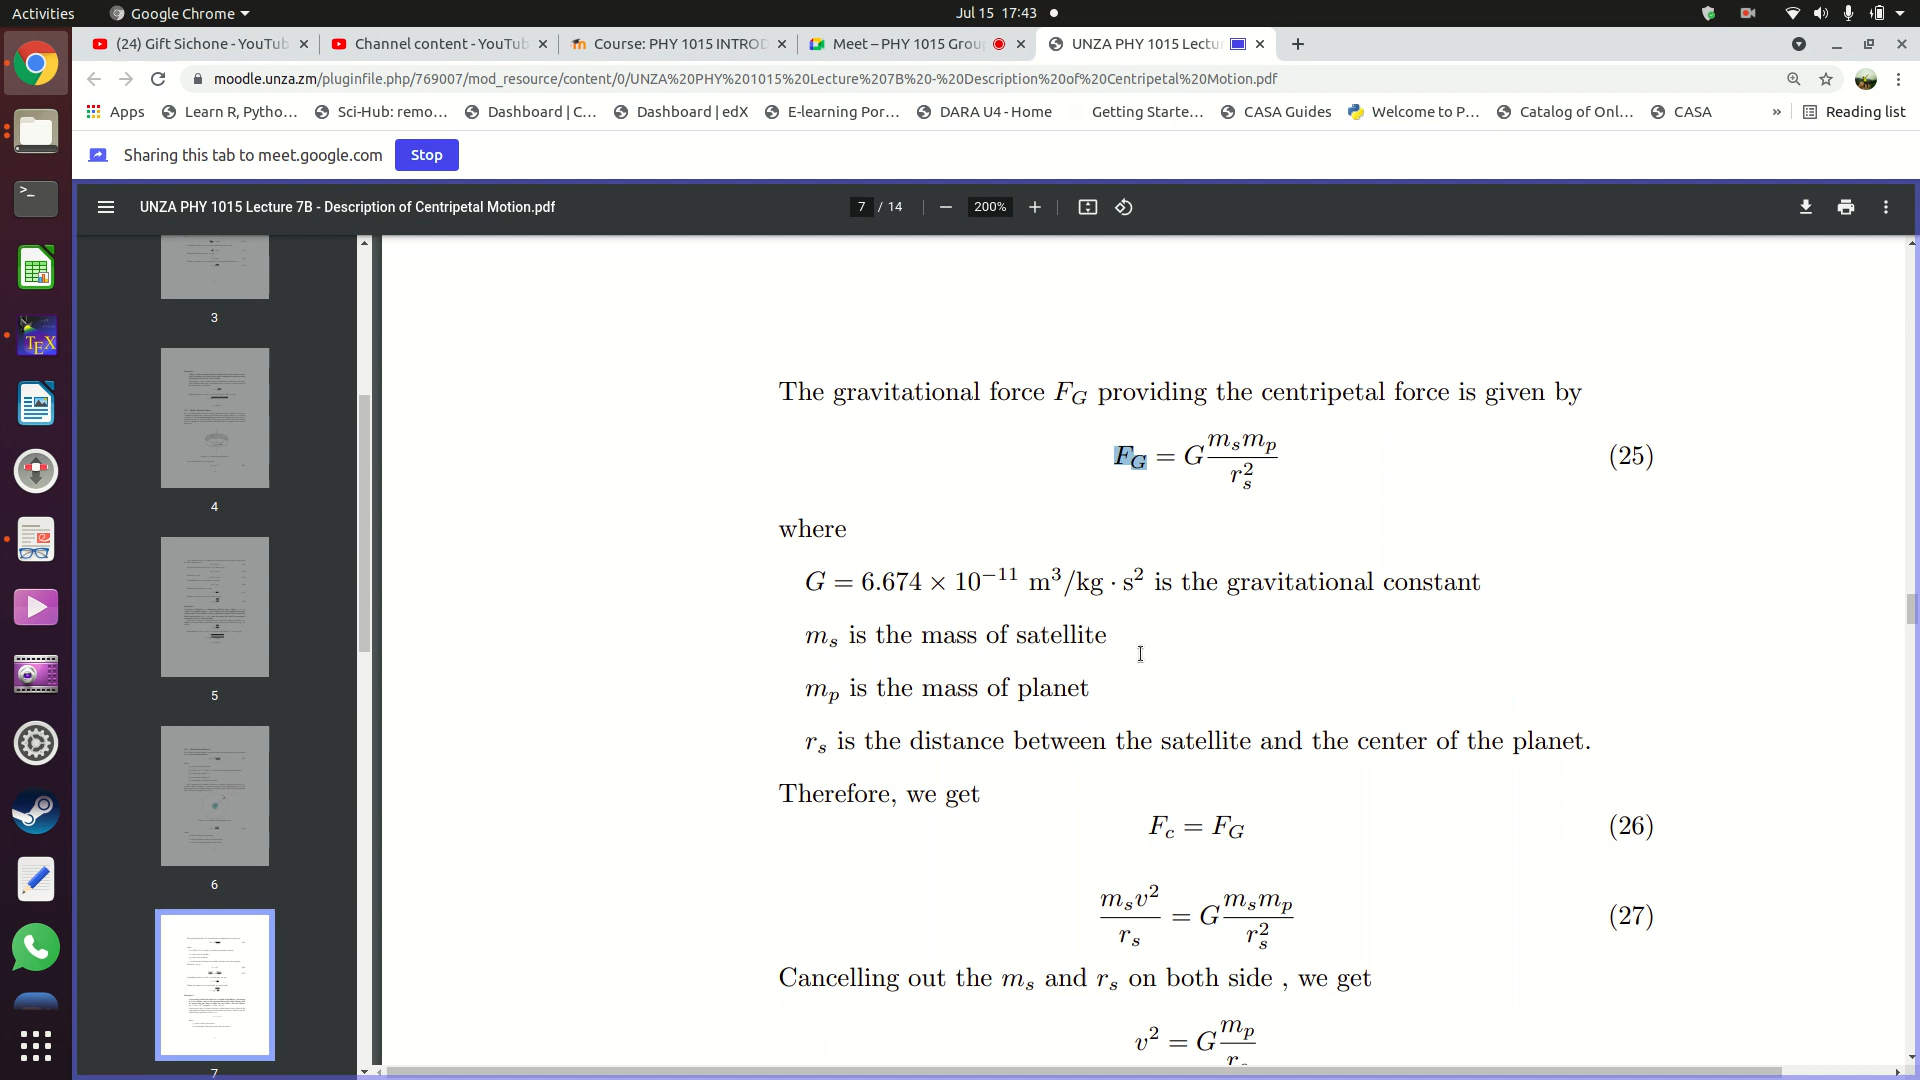 Activities Google Chrome Jul 15 17:43
(24) Gift Sichone - YouTub Channel content - YouTub Course: PHY 1015 INTROD Meet – PHY 1015 Grou UNZA PHY 1015 Lectur
moodle.unza.zm/pluginfile.php/769007/mod_resource/content/0/UNZA%20PHY%201015%20Lecture%207B%20-%20Description%20of%20Centripetal%20Motion.pdf
Apps Learn R, Pytho... Sci-Hub: remo... Dashboard | C... Dashboard | edX E-learning Por... DARA U4 - Home Getting Starte... CASA Guides Welcome to P... Catalog of Onl... CASA » Reading list
Sharing this tab to meet.google.com Stop
UNZA PHY 1015 Lecture 7B - Description of Centripetal Motion.pdf 7 / 14 200%
3
4
5
6
7
The gravitational force F_G providing the centripetal force is given by
F_G = G m_s m_p / r_s^2 (25)
where
G = 6.674 × 10^−11 m^3/kg · s^2 is the gravitational constant
m_s is the mass of satellite
m_p is the mass of planet
r_s is the distance between the satellite and the center of the planet.
Therefore, we get
F_c = F_G (26)
m_s v^2 / r_s = G m_s m_p / r_s^2 (27)
Cancelling out the m_s and r_s on both side , we get
v^2 = G m_p / r_s